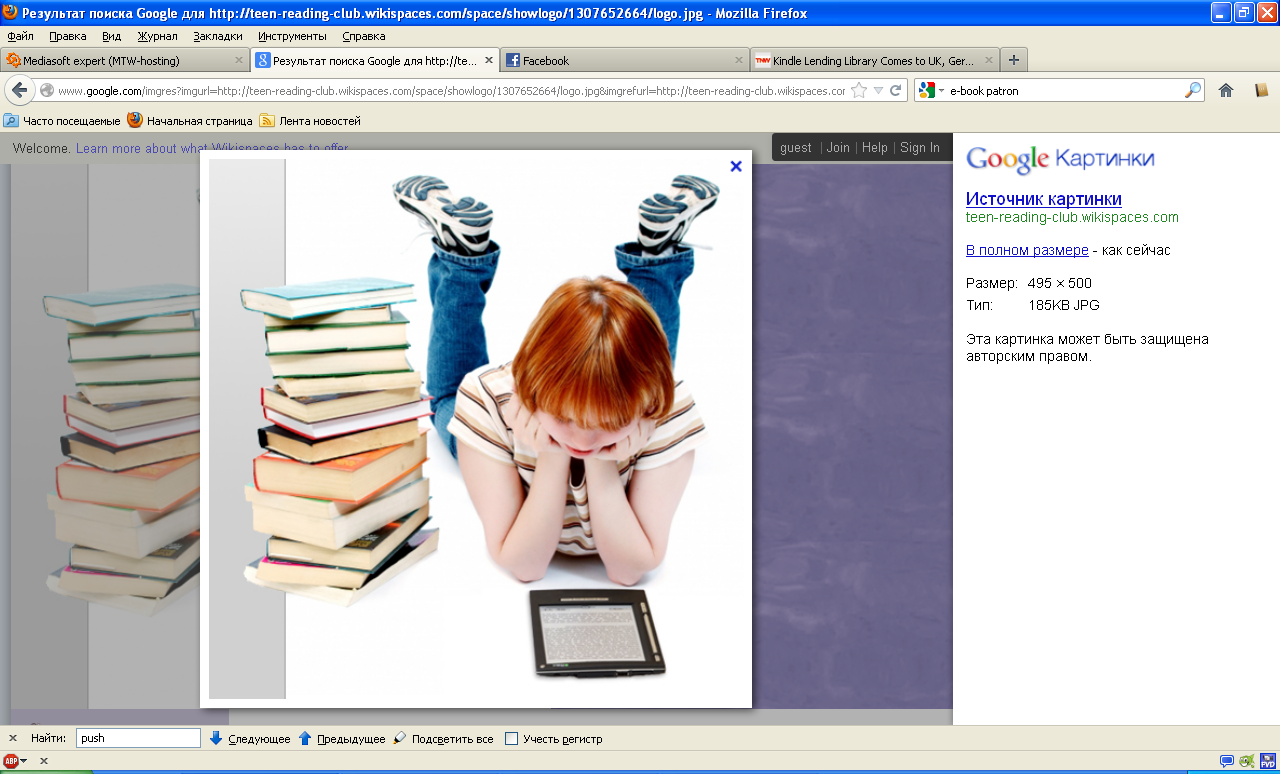 Результат поиска Google для http://teen-reading-club.wikispaces.com/space/showlogo/1307652664/logo.jpg - Mozilla Firefox
Файл Правка Вид Журнал Закладки Инструменты Справка
Mediasoft expert (MTW-hosting) Результат поиска Google для http://te... Facebook TNW Kindle Lending Library Comes to UK, Ger...
www.google.com/imgres?imgurl=http://teen-reading-club.wikispaces.com/space/showlogo/1307652664/logo.jpg&imgrefurl=http://teen-reading-club.wikispaces.cor e-book patron
Часто посещаемые Начальная страница Лента новостей
Welcome. Learn more about what Wikispaces has to offer.
guest | Join | Help | Sign In
Google Картинки
Источник картинки
teen-reading-club.wikispaces.com
В полном размере - как сейчас
Размер: 495 × 500
Тип: 185KB JPG
Эта картинка может быть защищена
авторским правом.
Найти: push Следующее Предыдущее Подсветить все Учесть регистр
ABP FVD